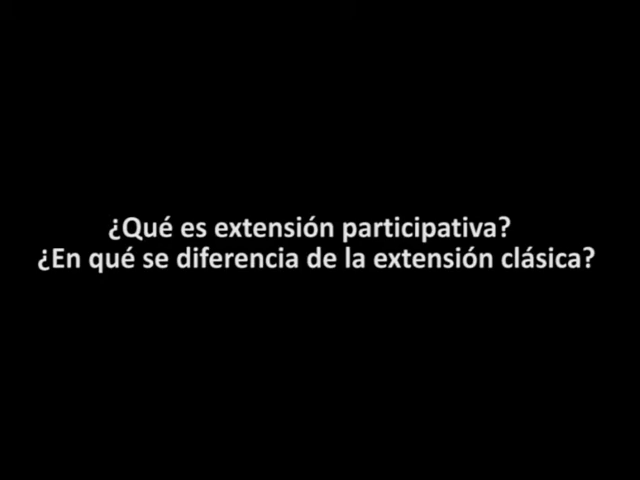 ¿Qué es extensión participativa?
¿En qué se diferencia de la extensión clásica?